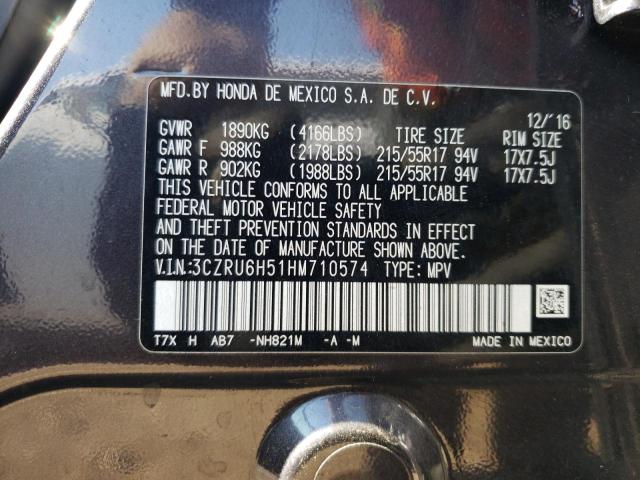 MFD.BY HONDA DE MEXICO S.A. DE C.V.
12/'16
GVWR 1890KG (4166LBS) TIRE SIZE RIM SIZE
GAWR F 988KG (2178LBS) 215/55R17 94V 17X7.5J
GAWR R 902KG (1988LBS) 215/55R17 94V 17X7.5J
THIS VEHICLE CONFORMS TO ALL APPLICABLE
FEDERAL MOTOR VEHICLE SAFETY
AND THEFT PREVENTION STANDARDS IN EFFECT
ON THE DATE OF MANUFACTURE SHOWN ABOVE.
V.I.N.:3CZRU6H51HM710574 TYPE: MPV
T7X H AB7 -NH821M -A -M MADE IN MEXICO